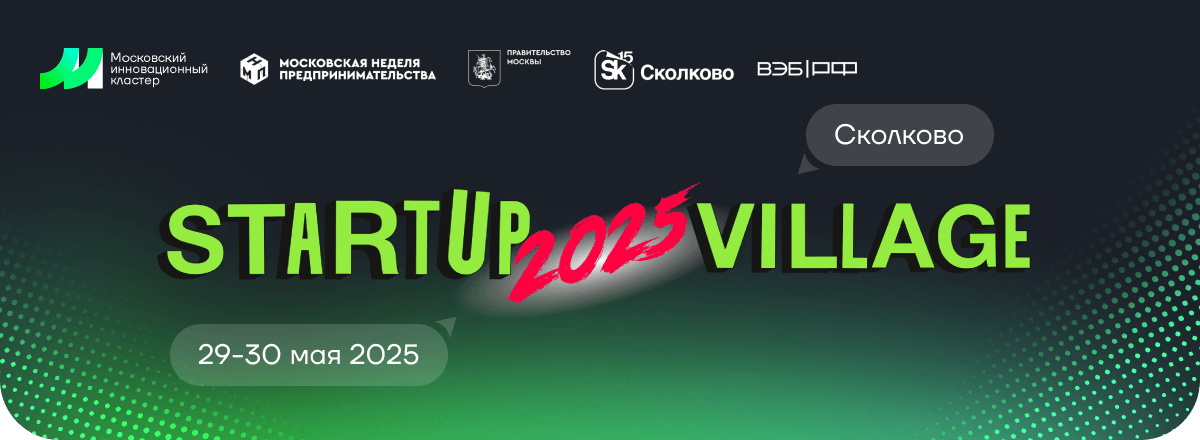 Московский
инновационный
кластер
НМП
МОСКОВСКАЯ НЕДЕЛЯ
ПРЕДПРИНИМАТЕЛЬСТВА
ПРАВИТЕЛЬСТВО
МОСКВЫ
Sk 15 Сколково
ВЭБ|РФ
Сколково
STARTUP 2025 VILLAGE
29-30 мая 2025